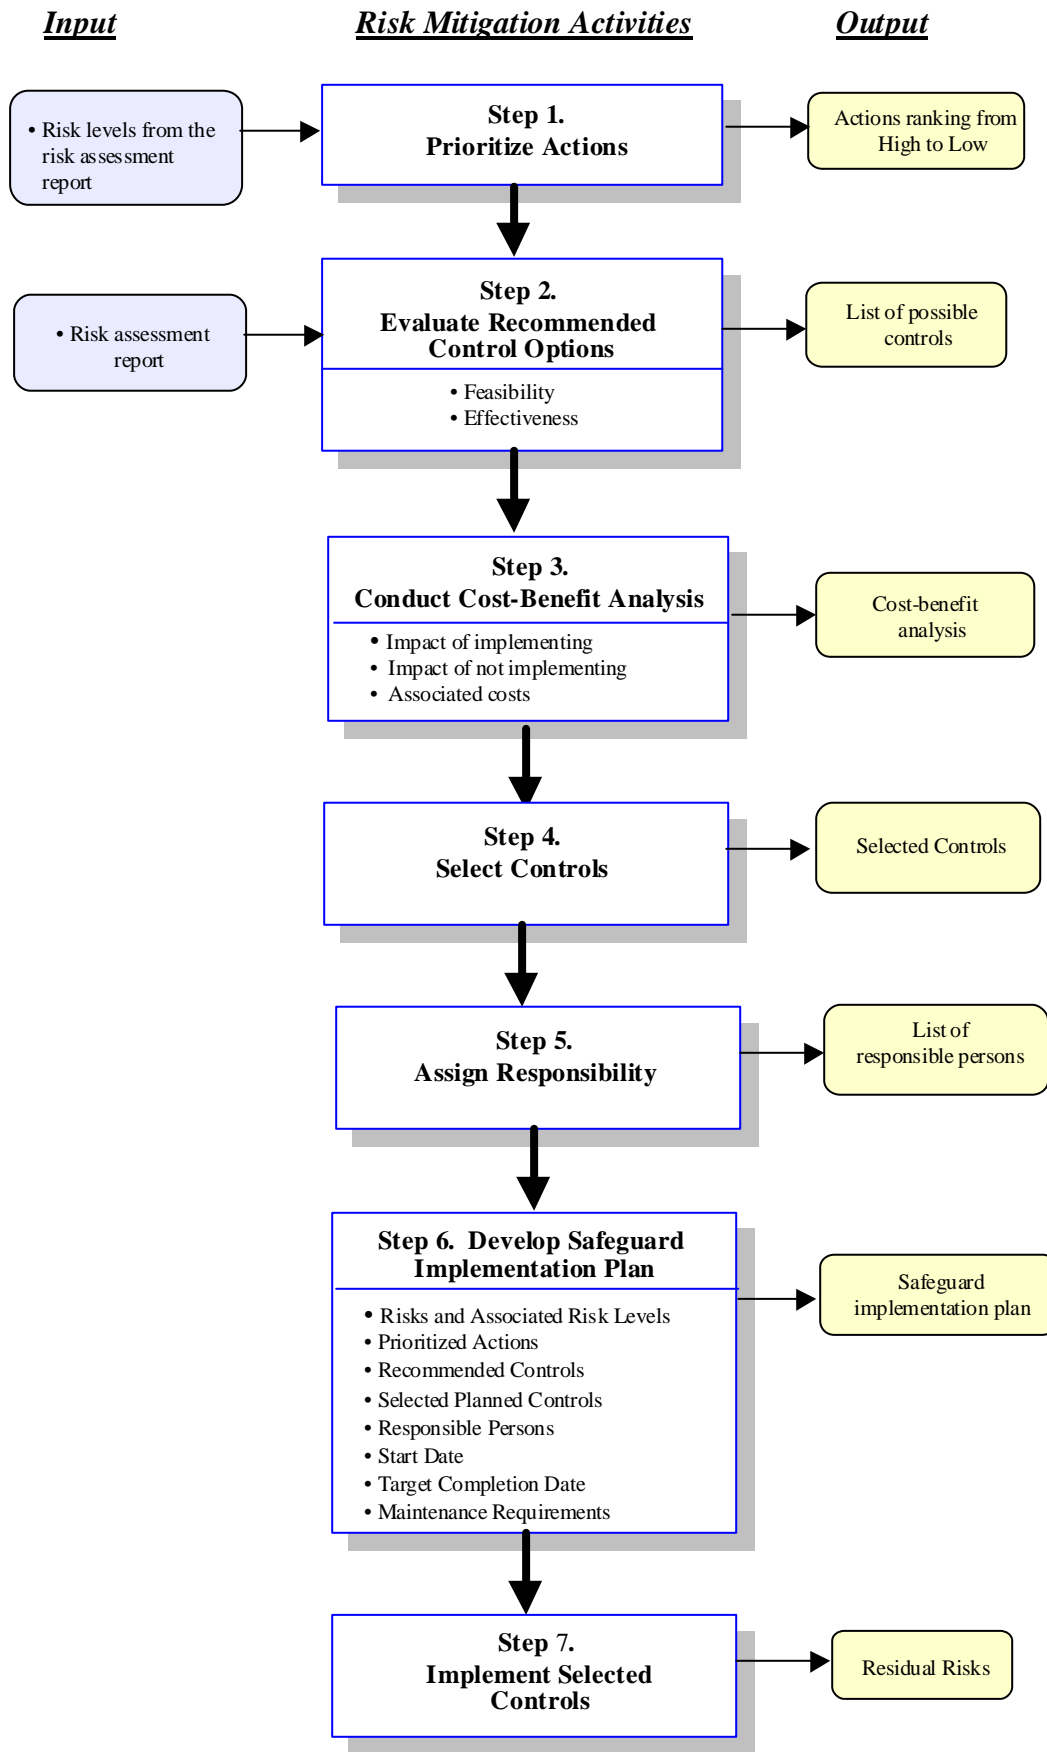 Input
Risk Mitigation Activities
Output
• Risk levels from the
risk assessment
report
Step 1.
Prioritize Actions
Actions ranking from
High to Low
• Risk assessment
report
Step 2.
Evaluate Recommended
Control Options
• Feasibility
• Effectiveness
List of possible
controls
Step 3.
Conduct Cost-Benefit Analysis
• Impact of implementing
• Impact of not implementing
• Associated costs
Cost-benefit
analysis
Step 4.
Select Controls
Selected Controls
Step 5.
Assign Responsibility
List of
responsible persons
Step 6. Develop Safeguard
Implementation Plan
• Risks and Associated Risk Levels
• Prioritized Actions
• Recommended Controls
• Selected Planned Controls
• Responsible Persons
• Start Date
• Target Completion Date
• Maintenance Requirements
Safeguard
implementation plan
Step 7.
Implement Selected
Controls
Residual Risks